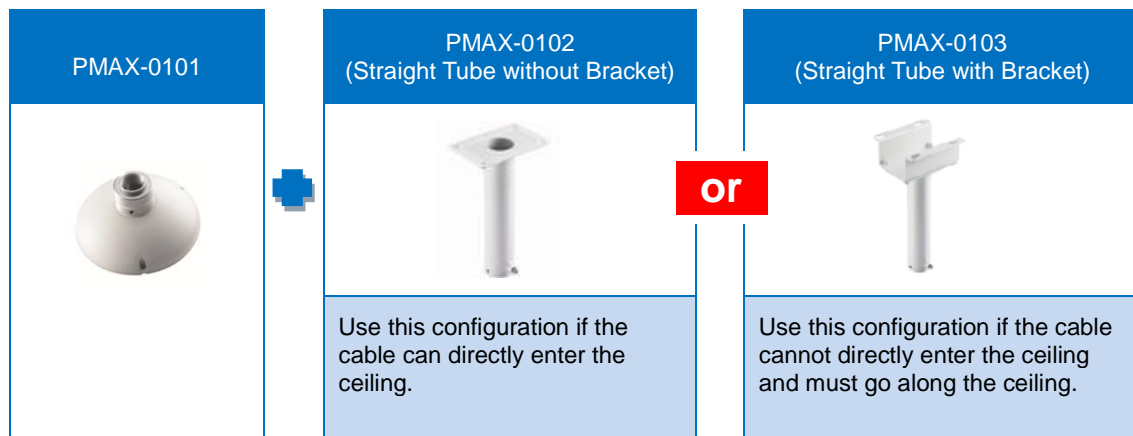 PMAX-0101
PMAX-0102
(Straight Tube without Bracket)
PMAX-0103
(Straight Tube with Bracket)
or
Use this configuration if the
cable can directly enter the
ceiling.
Use this configuration if the cable
cannot directly enter the ceiling
and must go along the ceiling.